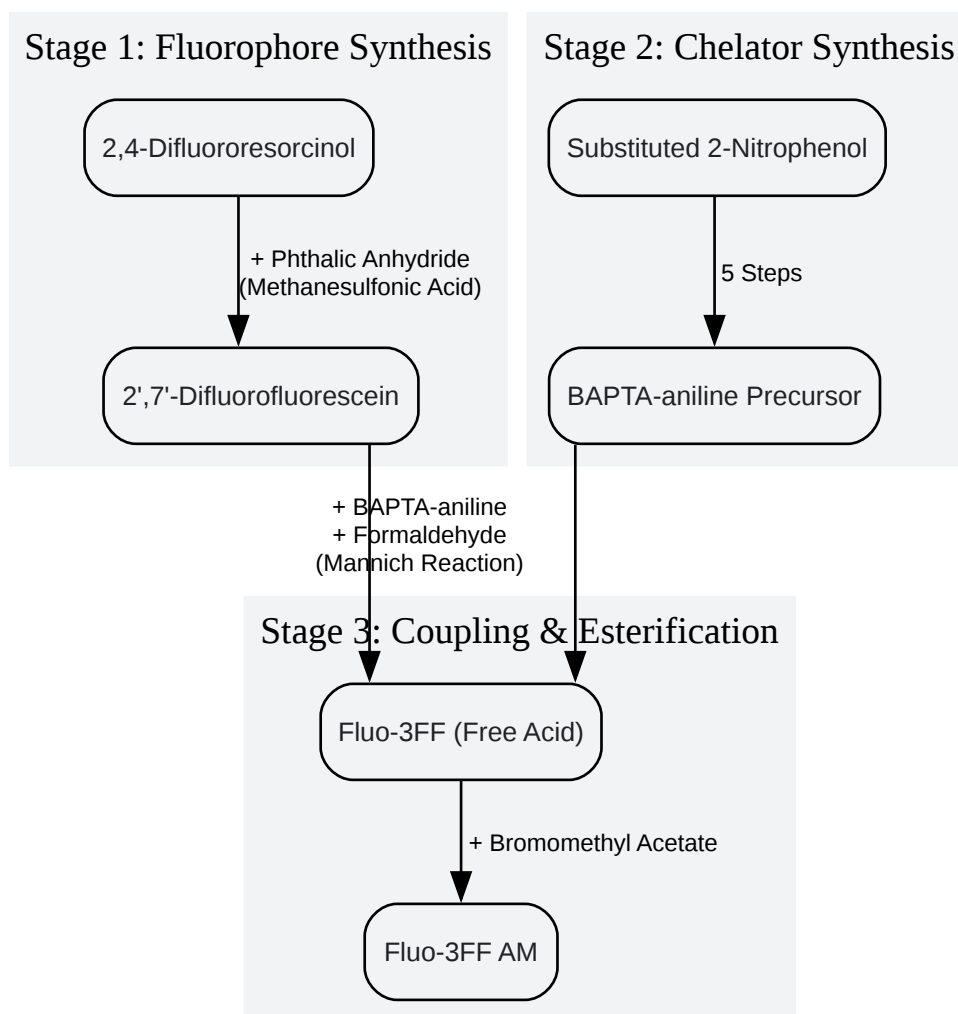 Stage 1: Fluorophore Synthesis
2,4-Difluororesorcinol
+ Phthalic Anhydride
(Methanesulfonic Acid)
2',7'-Difluorofluorescein
Stage 2: Chelator Synthesis
Substituted 2-Nitrophenol
5 Steps
BAPTA-aniline Precursor
+ BAPTA-aniline
+ Formaldehyde
(Mannich Reaction)
Stage 3: Coupling & Esterification
Fluo-3FF (Free Acid)
+ Bromomethyl Acetate
Fluo-3FF AM